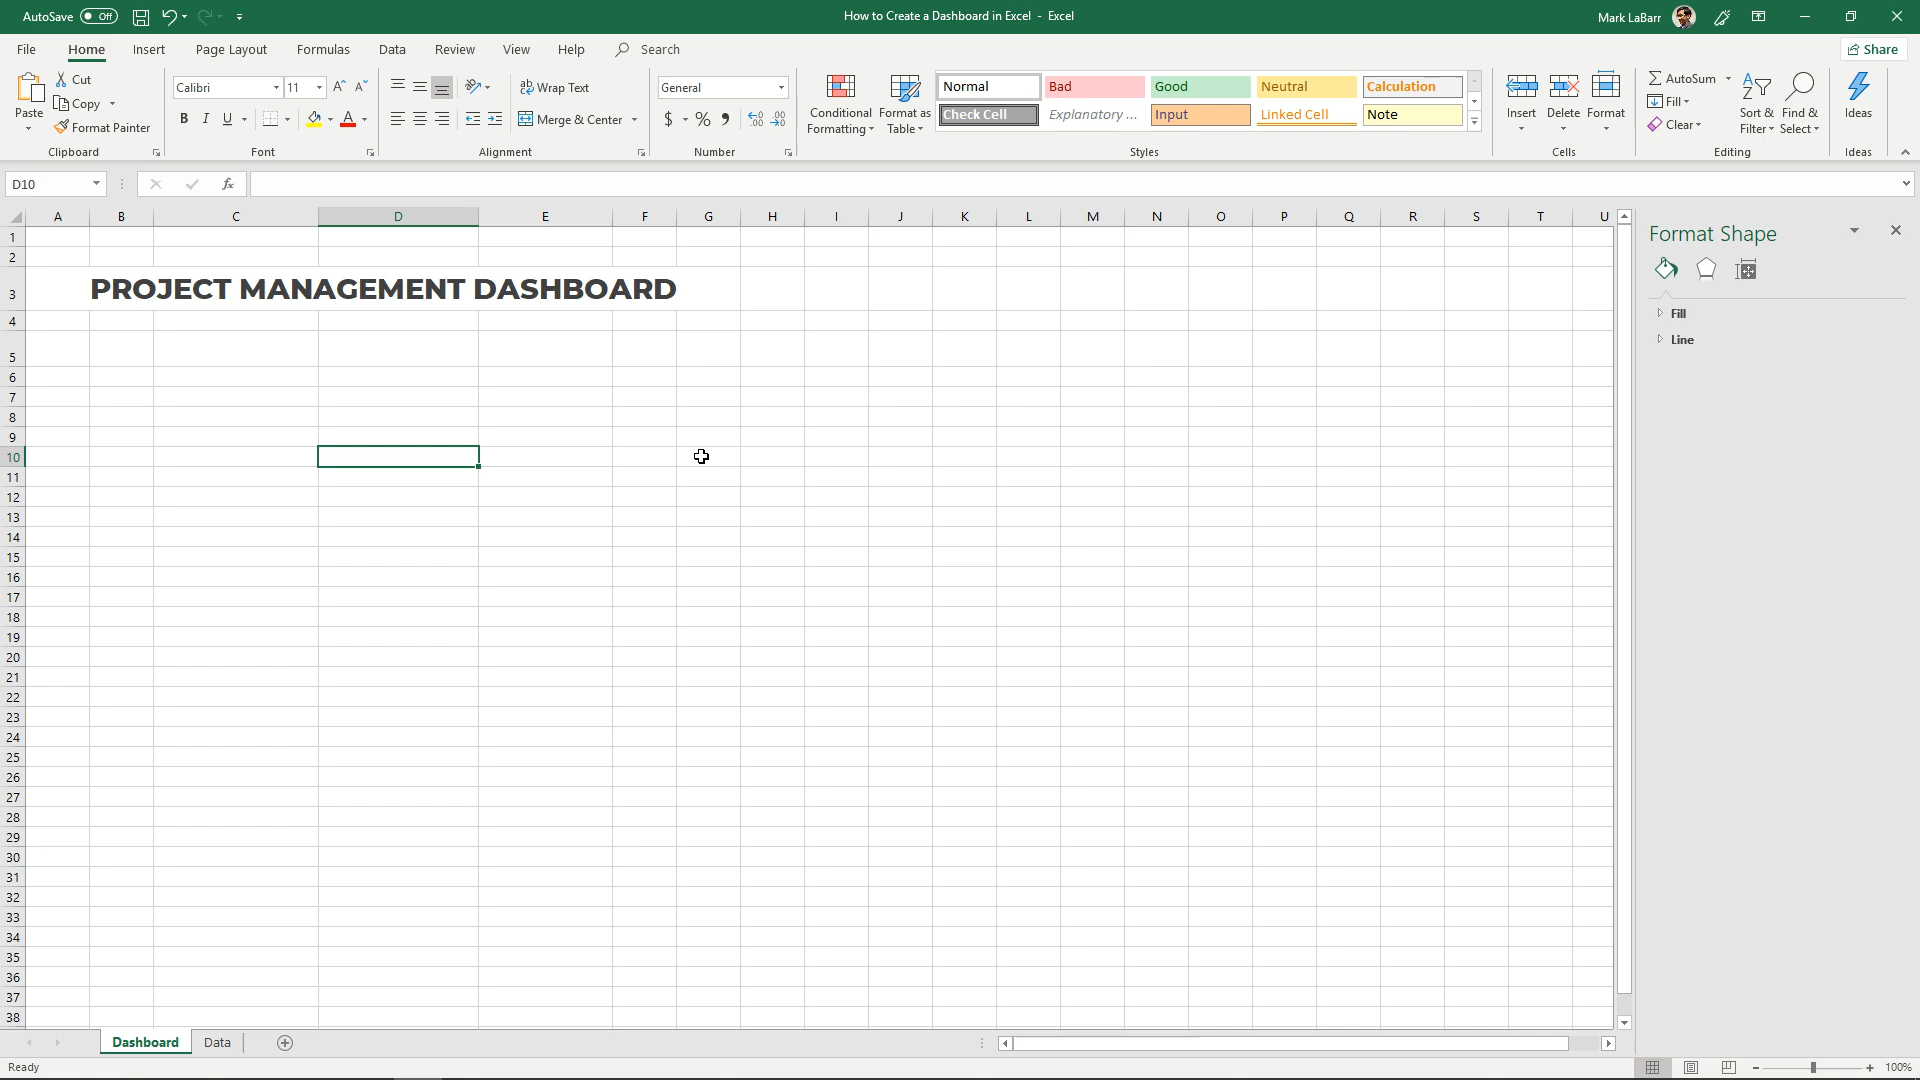 AutoSave Off
How to Create a Dashboard in Excel - Excel
Mark LaBarr
File Home Insert Page Layout Formulas Data Review View Help Search
Share
Paste
Cut
Copy
Format Painter
Clipboard
Calibri 11
B I U
Font
Wrap Text
Merge & Center
Alignment
General
$ % ,
Number
Conditional Formatting
Format as Table
Normal Bad Good Neutral Calculation
Check Cell Explanatory ... Input Linked Cell Note
Styles
Insert Delete Format
Cells
AutoSum
Fill
Clear
Sort & Filter
Find & Select
Editing
Ideas
Ideas
D10
fx
A B C D E F G H I J K L M N O P Q R S T U
1
2
3 PROJECT MANAGEMENT DASHBOARD
4
5
6
7
8
9
10
11
12
13
14
15
16
17
18
19
20
21
22
23
24
25
26
27
28
29
30
31
32
33
34
35
36
37
38
Format Shape
Fill
Line
Dashboard Data
Ready
100%